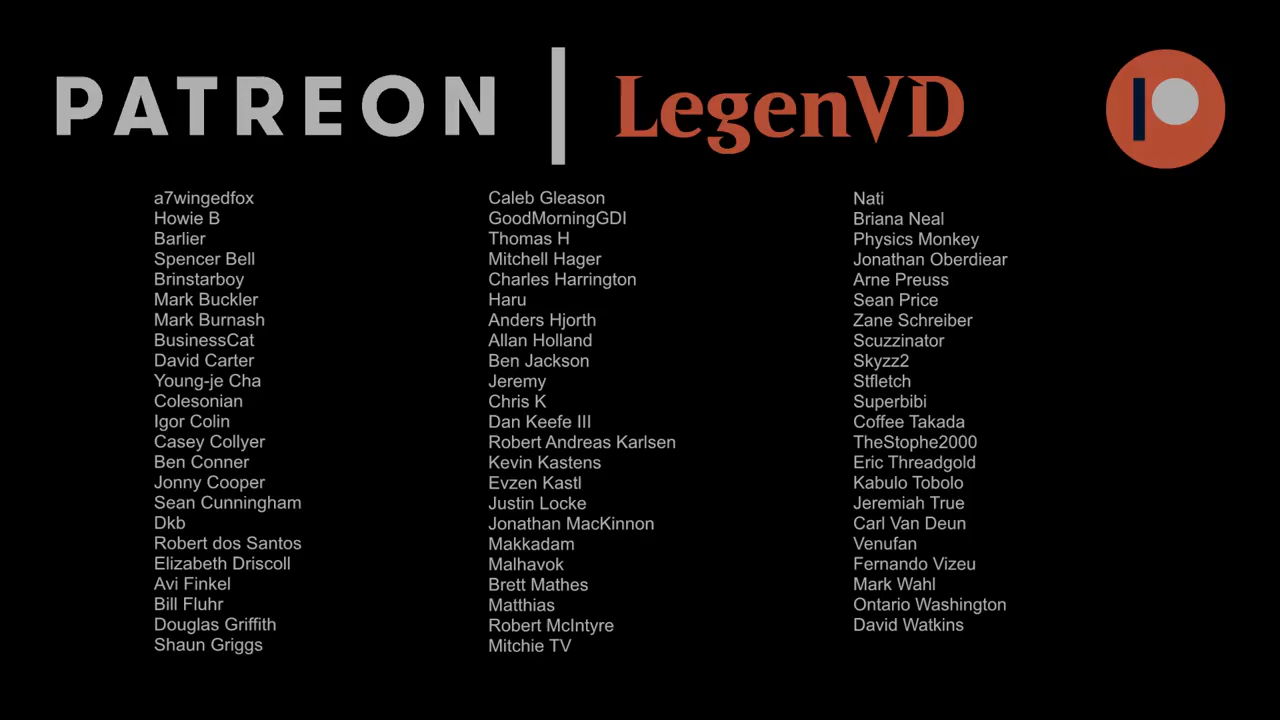 PATREON | LegenVD
a7wingedfox
Howie B
Barlier
Spencer Bell
Brinstarboy
Mark Buckler
Mark Burnash
BusinessCat
David Carter
Young-je Cha
Colesonian
Igor Colin
Casey Collyer
Ben Conner
Jonny Cooper
Sean Cunningham
Dkb
Robert dos Santos
Elizabeth Driscoll
Avi Finkel
Bill Fluhr
Douglas Griffith
Shaun Griggs
Caleb Gleason
GoodMorningGDI
Thomas H
Mitchell Hager
Charles Harrington
Haru
Anders Hjorth
Allan Holland
Ben Jackson
Jeremy
Chris K
Dan Keefe III
Robert Andreas Karlsen
Kevin Kastens
Evzen Kastl
Justin Locke
Jonathan MacKinnon
Makkadam
Malhavok
Brett Mathes
Matthias
Robert McIntyre
Mitchie TV
Nati
Briana Neal
Physics Monkey
Jonathan Oberdiear
Arne Preuss
Sean Price
Zane Schreiber
Scuzzinator
Skyzz2
Stfletch
Superbibi
Coffee Takada
TheStophe2000
Eric Threadgold
Kabulo Tobolo
Jeremiah True
Carl Van Deun
Venufan
Fernando Vizeu
Mark Wahl
Ontario Washington
David Watkins